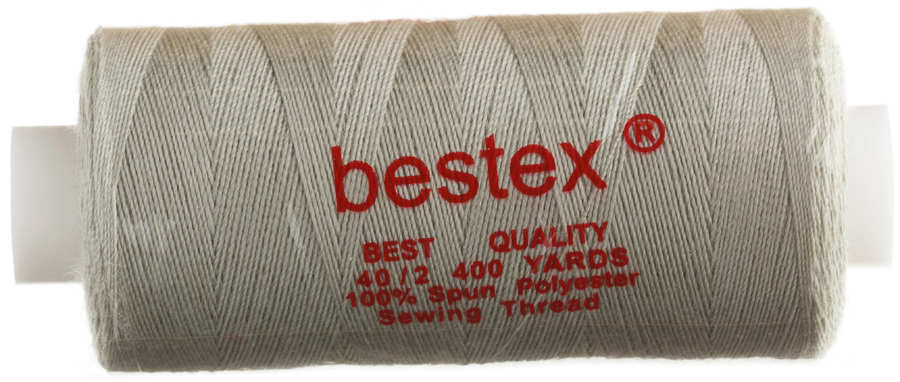 bestex ®
BEST QUALITY
40/2 400 YARDS
100% Spun Polyester
Sewing Thread